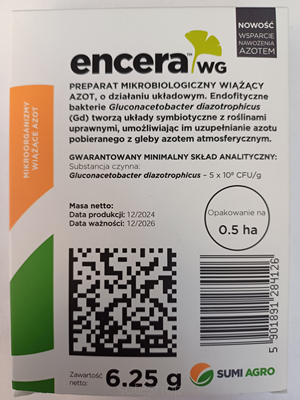 NOWOŚĆ
WSPARCIE
NAWOŻENIA
AZOTEM
encera WG
PREPARAT MIKROBIOLOGICZNY WIĄŻĄCY
AZOT, o działaniu układowym. Endofityczne
bakterie Gluconacetobacter diazotrophicus
(Gd) tworzą układy symbiotyczne z roślinami
uprawnymi, umożliwiając im uzupełnianie azotu
pobieranego z gleby azotem atmosferycznym.
MIKROORGANIZMY
WIĄŻĄCE AZOT
GWARANTOWANY MINIMALNY SKŁAD ANALITYCZNY:
Substancja czynna:
Gluconacetobacter diazotrophicus – 5 x 10⁸ CFU/g
Masa netto:
Data produkcji: 12/2024
Data ważności: 12/2026
Opakowanie na
0.5 ha
5 901891 284126
Zawartość
netto: 6.25 g
SUMI AGRO